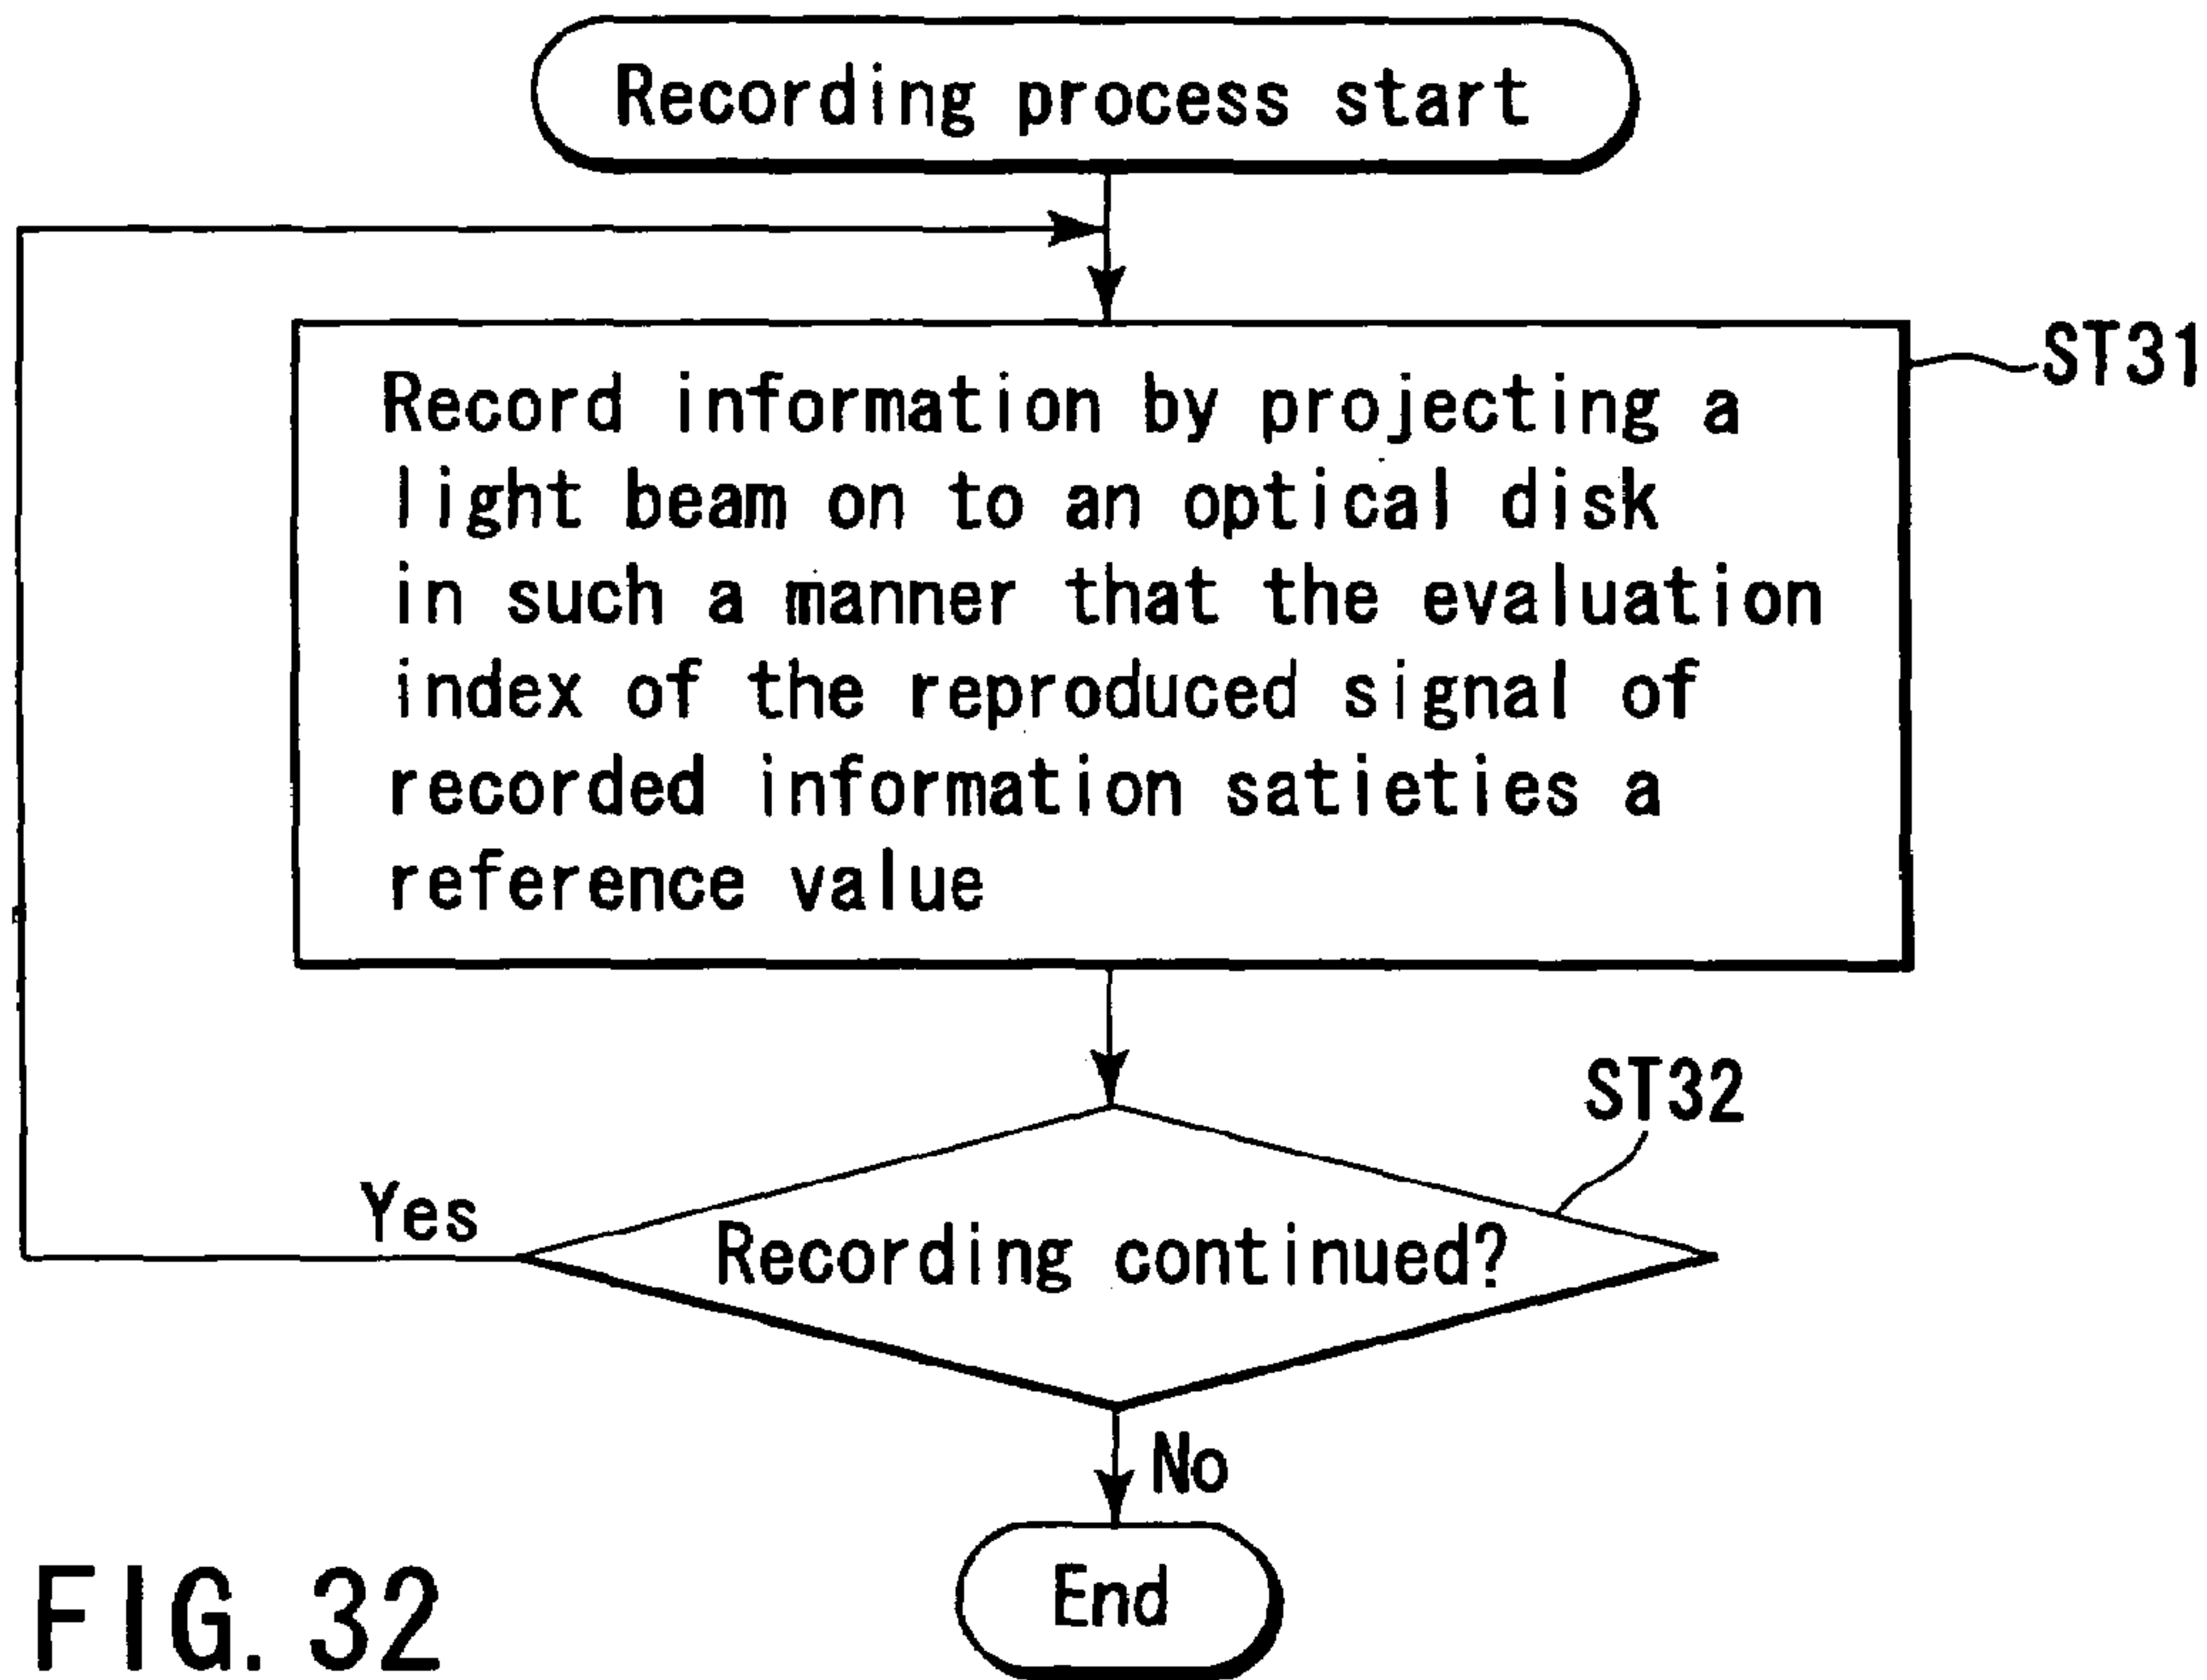 Recording process start
ST31
Record information by projecting a
light beam on to an optical disk
in such a manner that the evaluation
index of the reproduced signal of
recorded information satieties a
reference value
ST32
Yes
Recording continued?
No
End
FIG. 32